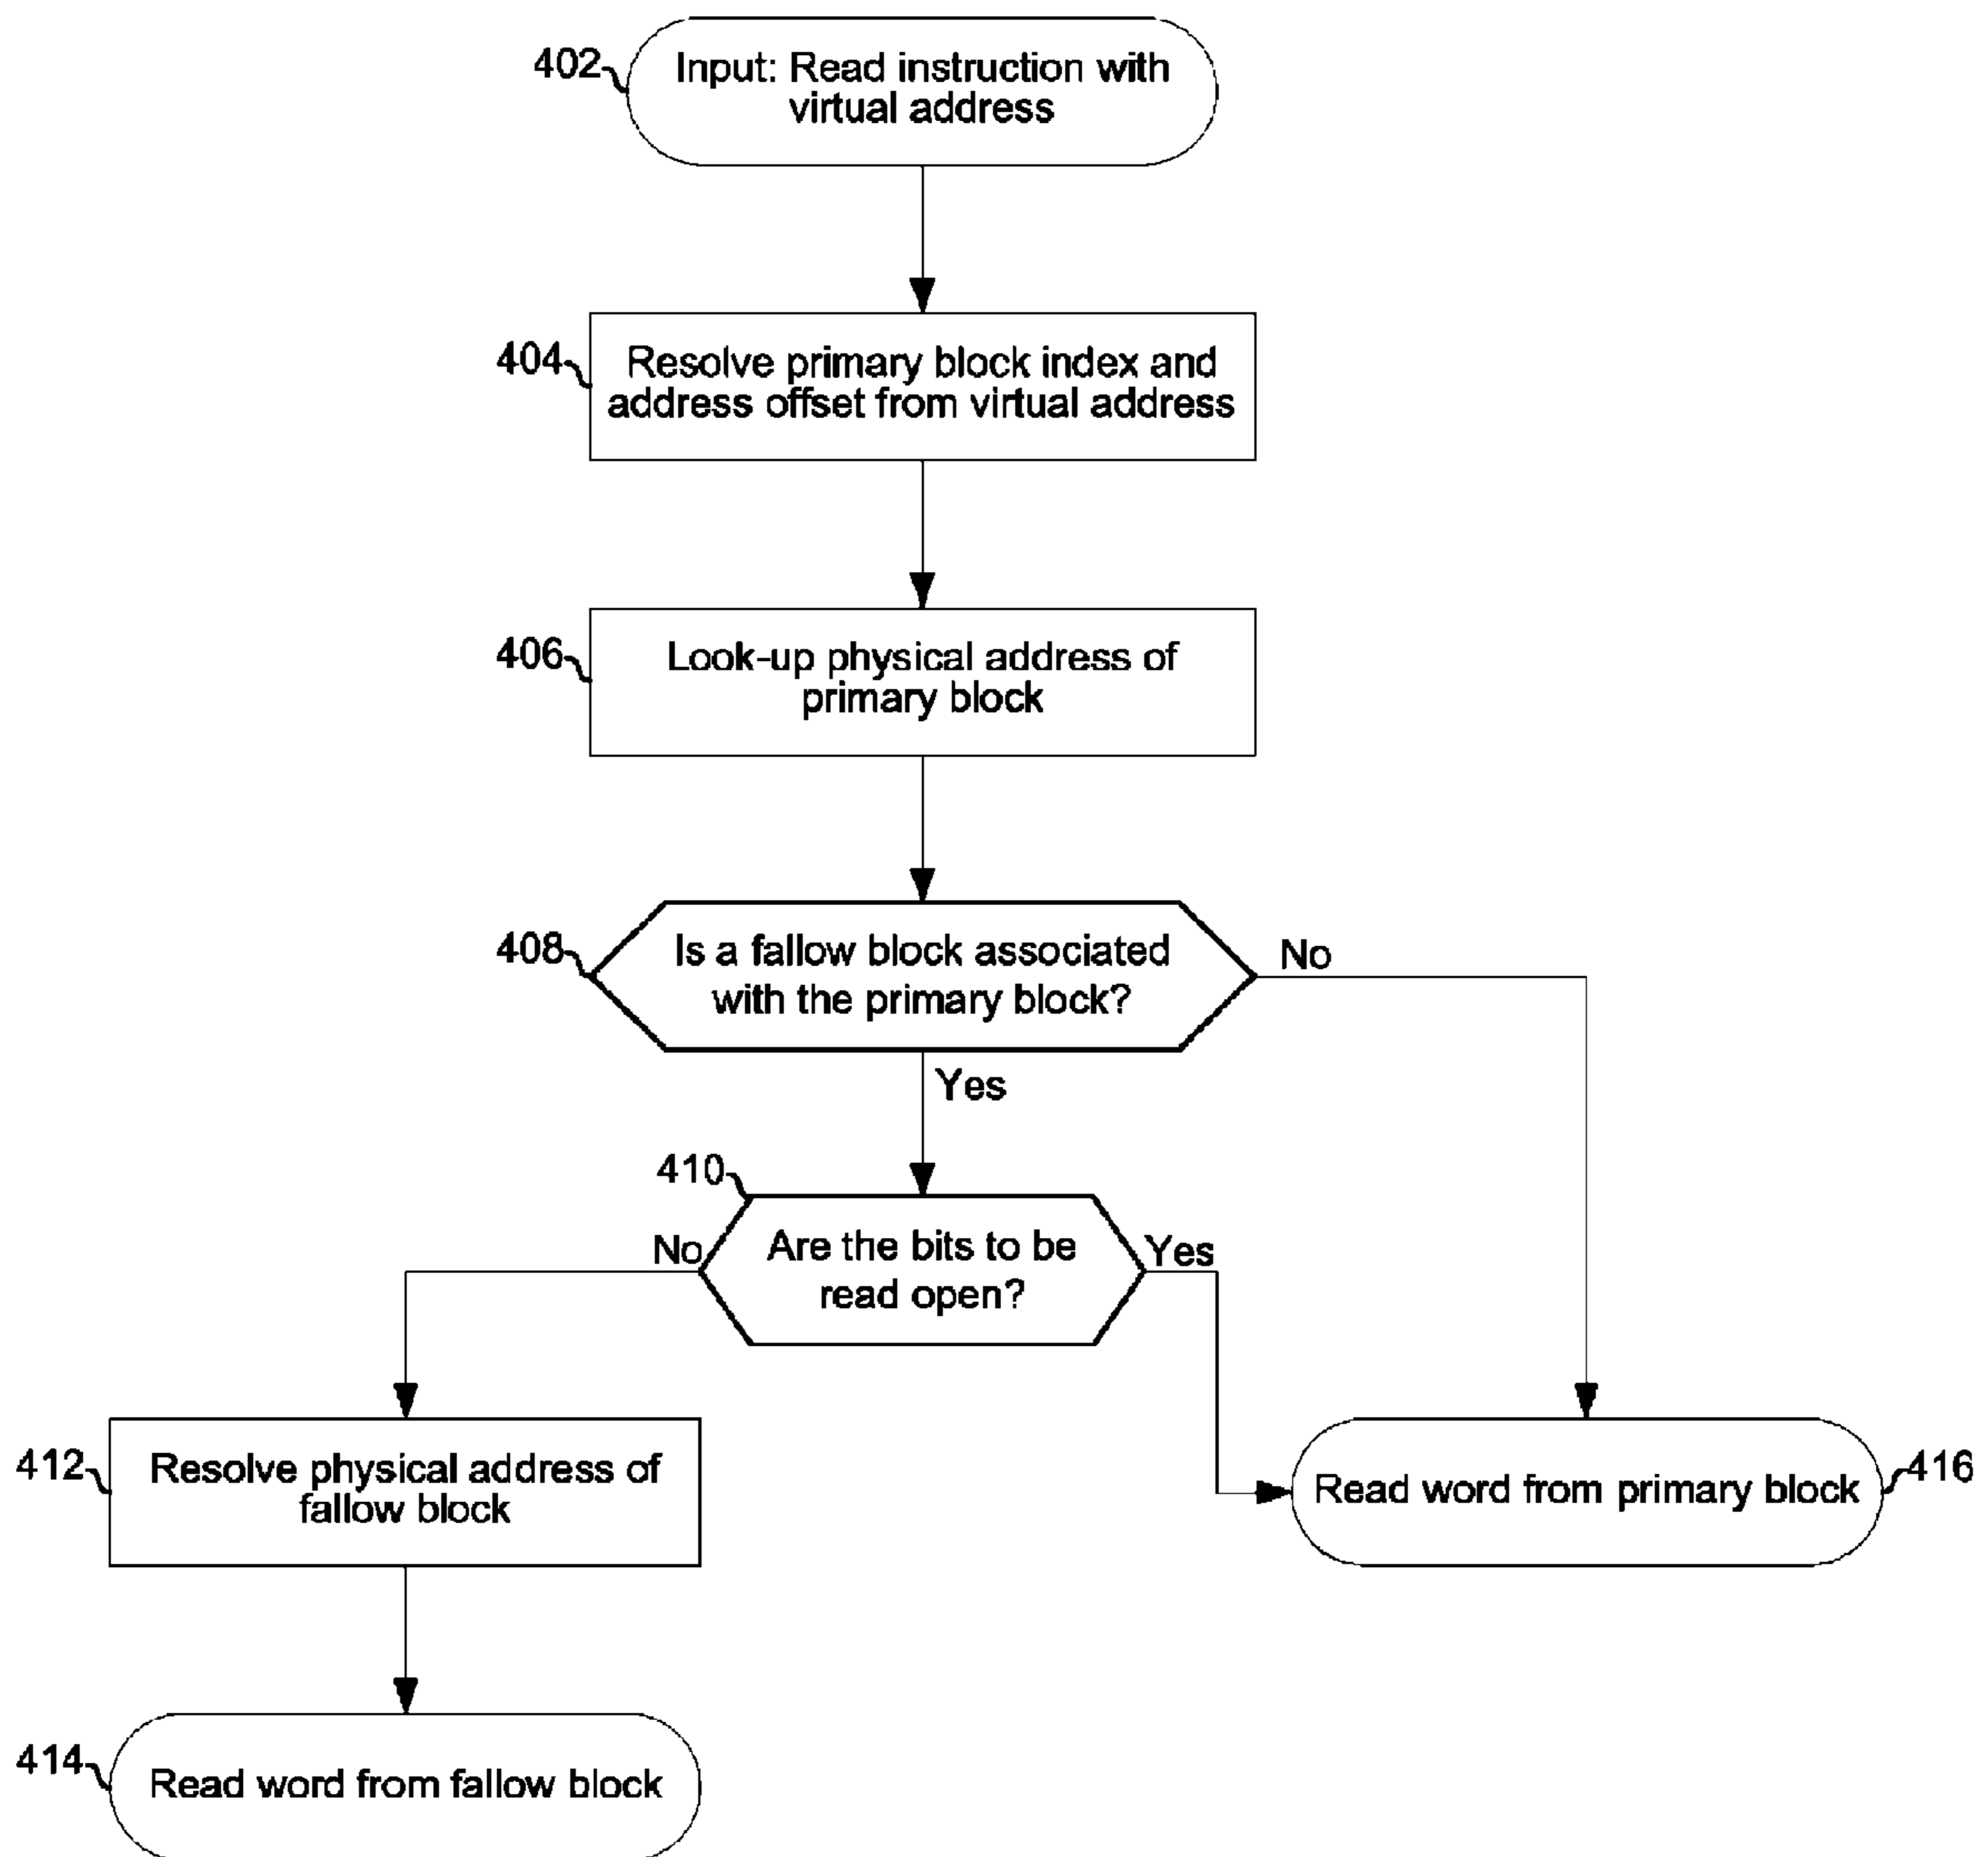 402
Input: Read instruction with
virtual address
404
Resolve primary block index and
address offset from virtual address
406
Look-up physical address of
primary block
408
Is a fallow block associated
with the primary block?
No
Yes
410
No
Are the bits to be
read open?
Yes
412
Resolve physical address of
fallow block
Read word from primary block
416
414
Read word from fallow block